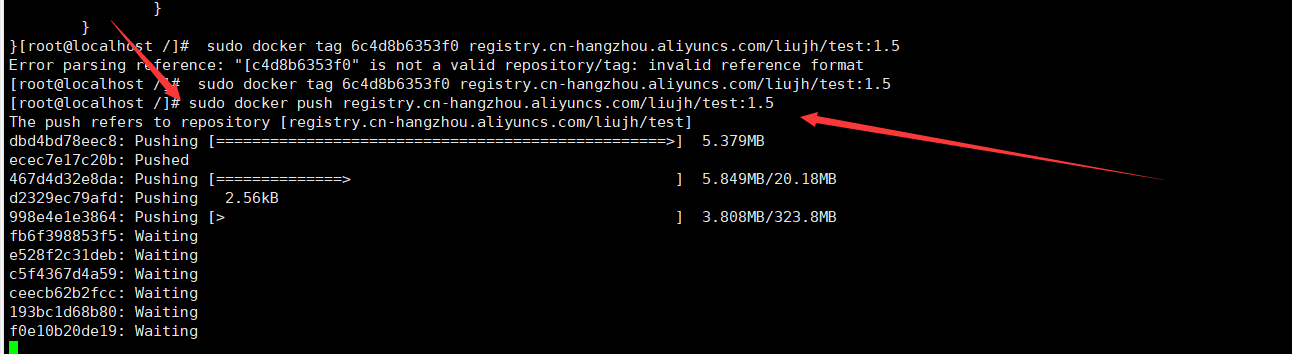 }
}
}[root@localhost /]#  sudo docker tag 6c4d8b6353f0 registry.cn-hangzhou.aliyuncs.com/liujh/test:1.5
Error parsing reference: "[c4d8b6353f0" is not a valid repository/tag: invalid reference format
[root@localhost /]#  sudo docker tag 6c4d8b6353f0 registry.cn-hangzhou.aliyuncs.com/liujh/test:1.5
[root@localhost /]# sudo docker push registry.cn-hangzhou.aliyuncs.com/liujh/test:1.5
The push refers to repository [registry.cn-hangzhou.aliyuncs.com/liujh/test]
dbd4bd78eec8: Pushing [==================================================>]  5.379MB
ecec7e17c20b: Pushed
467d4d32e8da: Pushing [==============>                                    ]  5.849MB/20.18MB
d2329ec79afd: Pushing   2.56kB
998e4e1e3864: Pushing [>                                                  ]  3.808MB/323.8MB
fb6f398853f5: Waiting
e528f2c31deb: Waiting
c5f4367d4a59: Waiting
ceecb62b2fcc: Waiting
193bc1d68b80: Waiting
f0e10b20de19: Waiting